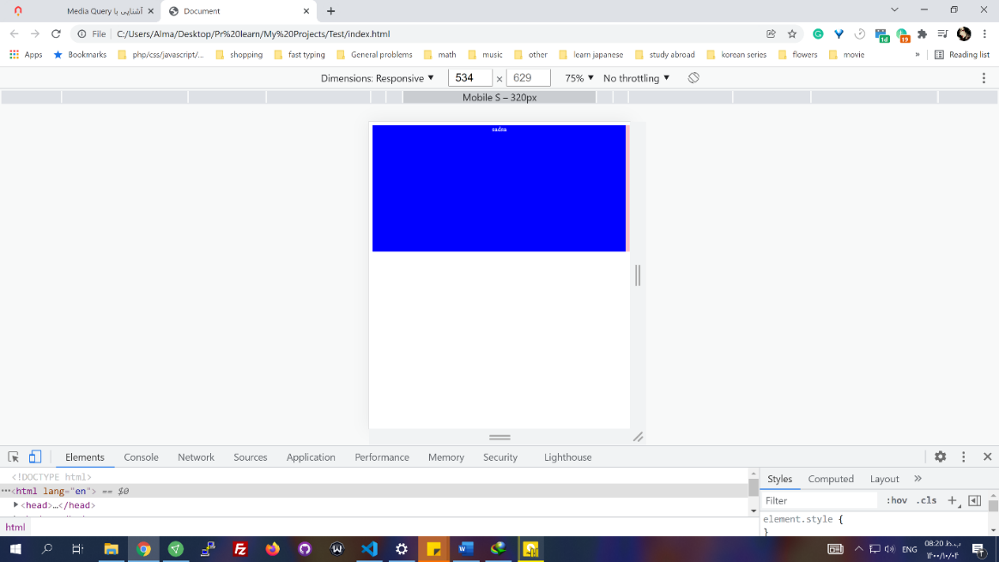 آشنایی با Media Query
Document
File
C:/Users/Alma/Desktop/Pr%20learn/My%20Projects/Test/index.html
1d
19
Apps
Bookmarks
php/css/javascript/...
shopping
fast typing
General problems
math
music
other
learn japanese
study abroad
korean series
flowers
movie
»
Reading list
Dimensions: Responsive ▼
534 × 629
75% ▼
No throttling ▼
Mobile S – 320px
sadsa
Elements
Console
Network
Sources
Application
Performance
Memory
Security
Lighthouse
<!DOCTYPE html>
<html lang="en"> == $0
<head>…</head>
html
Styles
Computed
Layout
»
Filter
:hov
.cls
element.style {
}
W
ENG
08:20 ب.ظ
۱۴۰۰/۱۰/۰۴